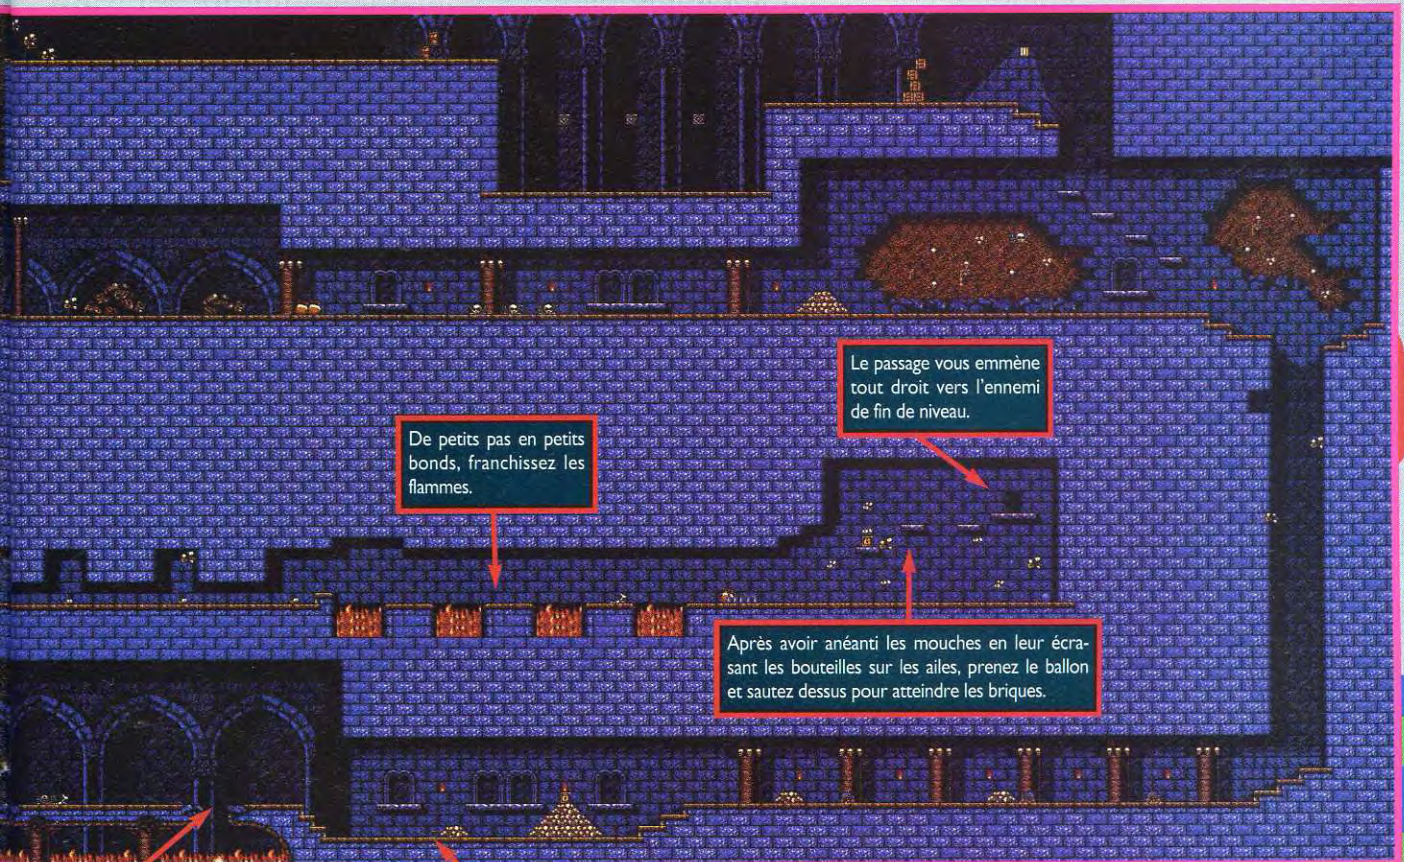 Le passage vous emmène
tout droit vers l'ennemi
de fin de niveau.
De petits pas en petits
bonds, franchissez les
flammes.
Après avoir anéanti les mouches en leur écra-
sant les bouteilles sur les ailes, prenez le ballon
et sautez dessus pour atteindre les briques.